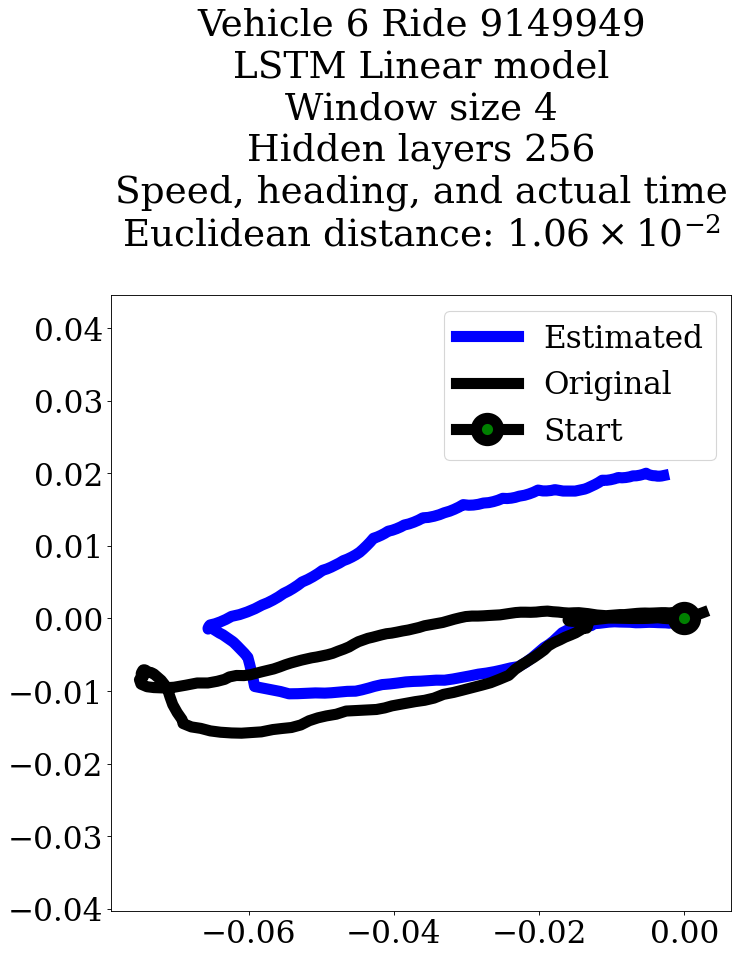 Vehicle 6 Ride 9149949
LSTM Linear model
Window size 4
Hidden layers 256
Speed, heading, and actual time
Euclidean distance: 1.06 × 10⁻²
Estimated
Original
Start
0.04
0.03
0.02
0.01
0.00
−0.01
−0.02
−0.03
−0.04
−0.06 −0.04 −0.02 0.00